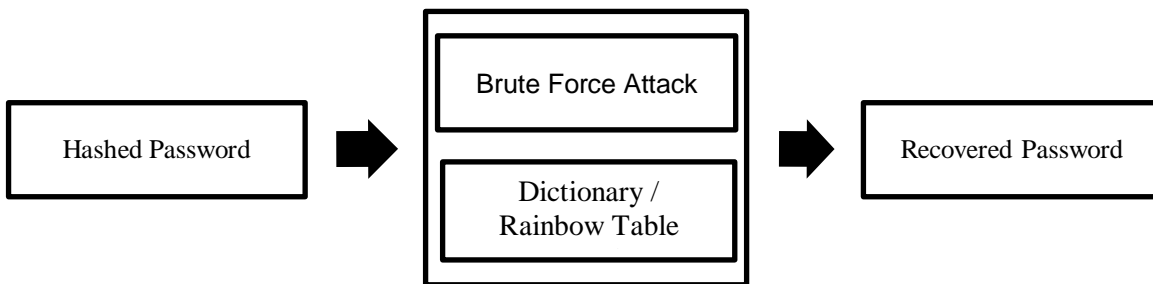 Hashed Password
Brute Force Attack
Dictionary /
Rainbow Table
Recovered Password